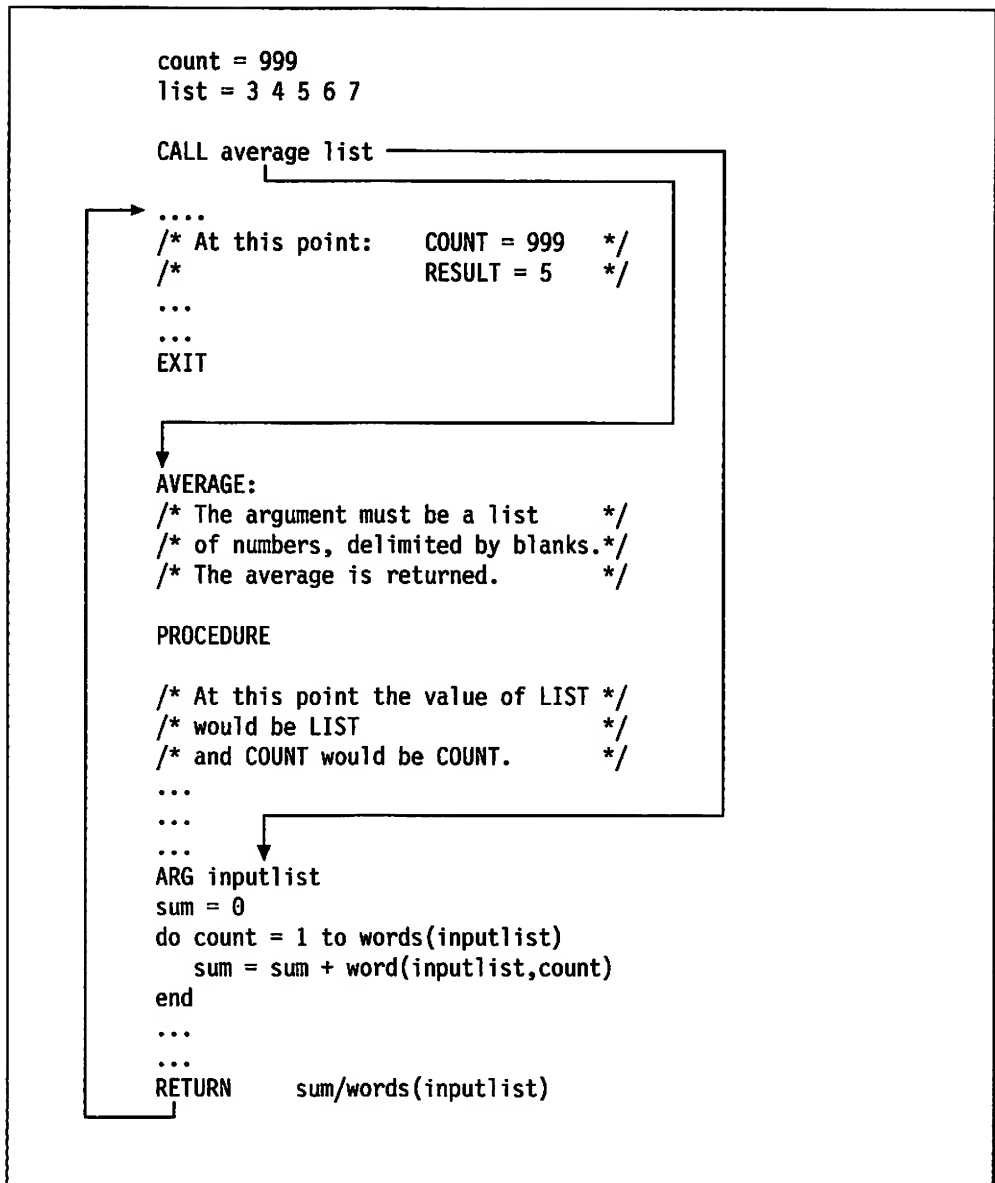 count = 999
list = 3 4 5 6 7
CALL average list
....
/* At this point:    COUNT = 999   */
/*                   RESULT = 5    */
...
...
EXIT
AVERAGE:
/* The argument must be a list     */
/* of numbers, delimited by blanks.*/
/* The average is returned.        */
PROCEDURE
/* At this point the value of LIST */
/* would be LIST                   */
/* and COUNT would be COUNT.       */
...
...
...
ARG inputlist
sum = 0
do count = 1 to words(inputlist)
   sum = sum + word(inputlist,count)
end
...
...
RETURN     sum/words(inputlist)